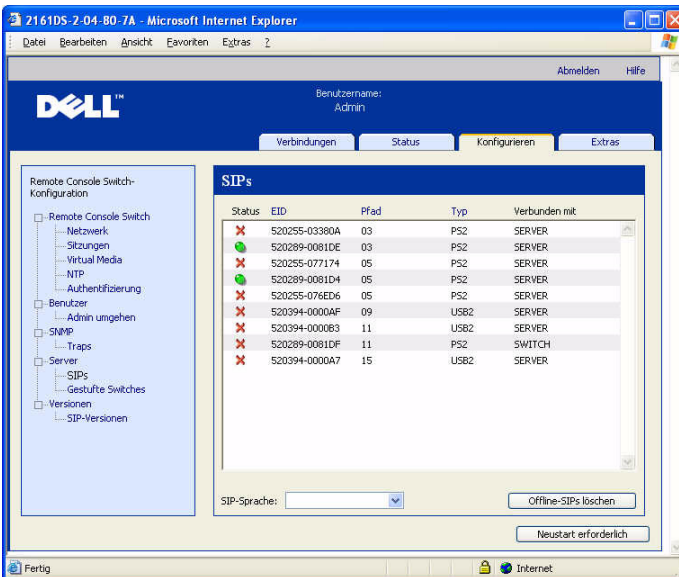 2161DS-2-04-80-7A - Microsoft Internet Explorer
Datei Bearbeiten Ansicht Favoriten Extras ?
Abmelden Hilfe
DELL™
Benutzername:
Admin
Verbindungen Status Konfigurieren Extras
Remote Console Switch-
Konfiguration
Remote Console Switch
Netzwerk
Sitzungen
Virtual Media
NTP
Authentifizierung
Benutzer
Admin umgehen
SNMP
Traps
Server
SIPs
Gestufte Switches
Versionen
SIP-Versionen
SIPs
Status EID Pfad Typ Verbunden mit
520255-03380A 03 PS2 SERVER
520289-0081DE 03 PS2 SERVER
520255-077174 05 PS2 SERVER
520289-0081D4 05 PS2 SERVER
520255-076ED6 05 PS2 SERVER
520394-0000AF 09 USB2 SERVER
520394-0000B3 11 USB2 SERVER
520289-0081DF 11 PS2 SWITCH
520394-0000A7 15 USB2 SERVER
SIP-Sprache:
Offline-SIPs löschen
Neustart erforderlich
Fertig
Internet